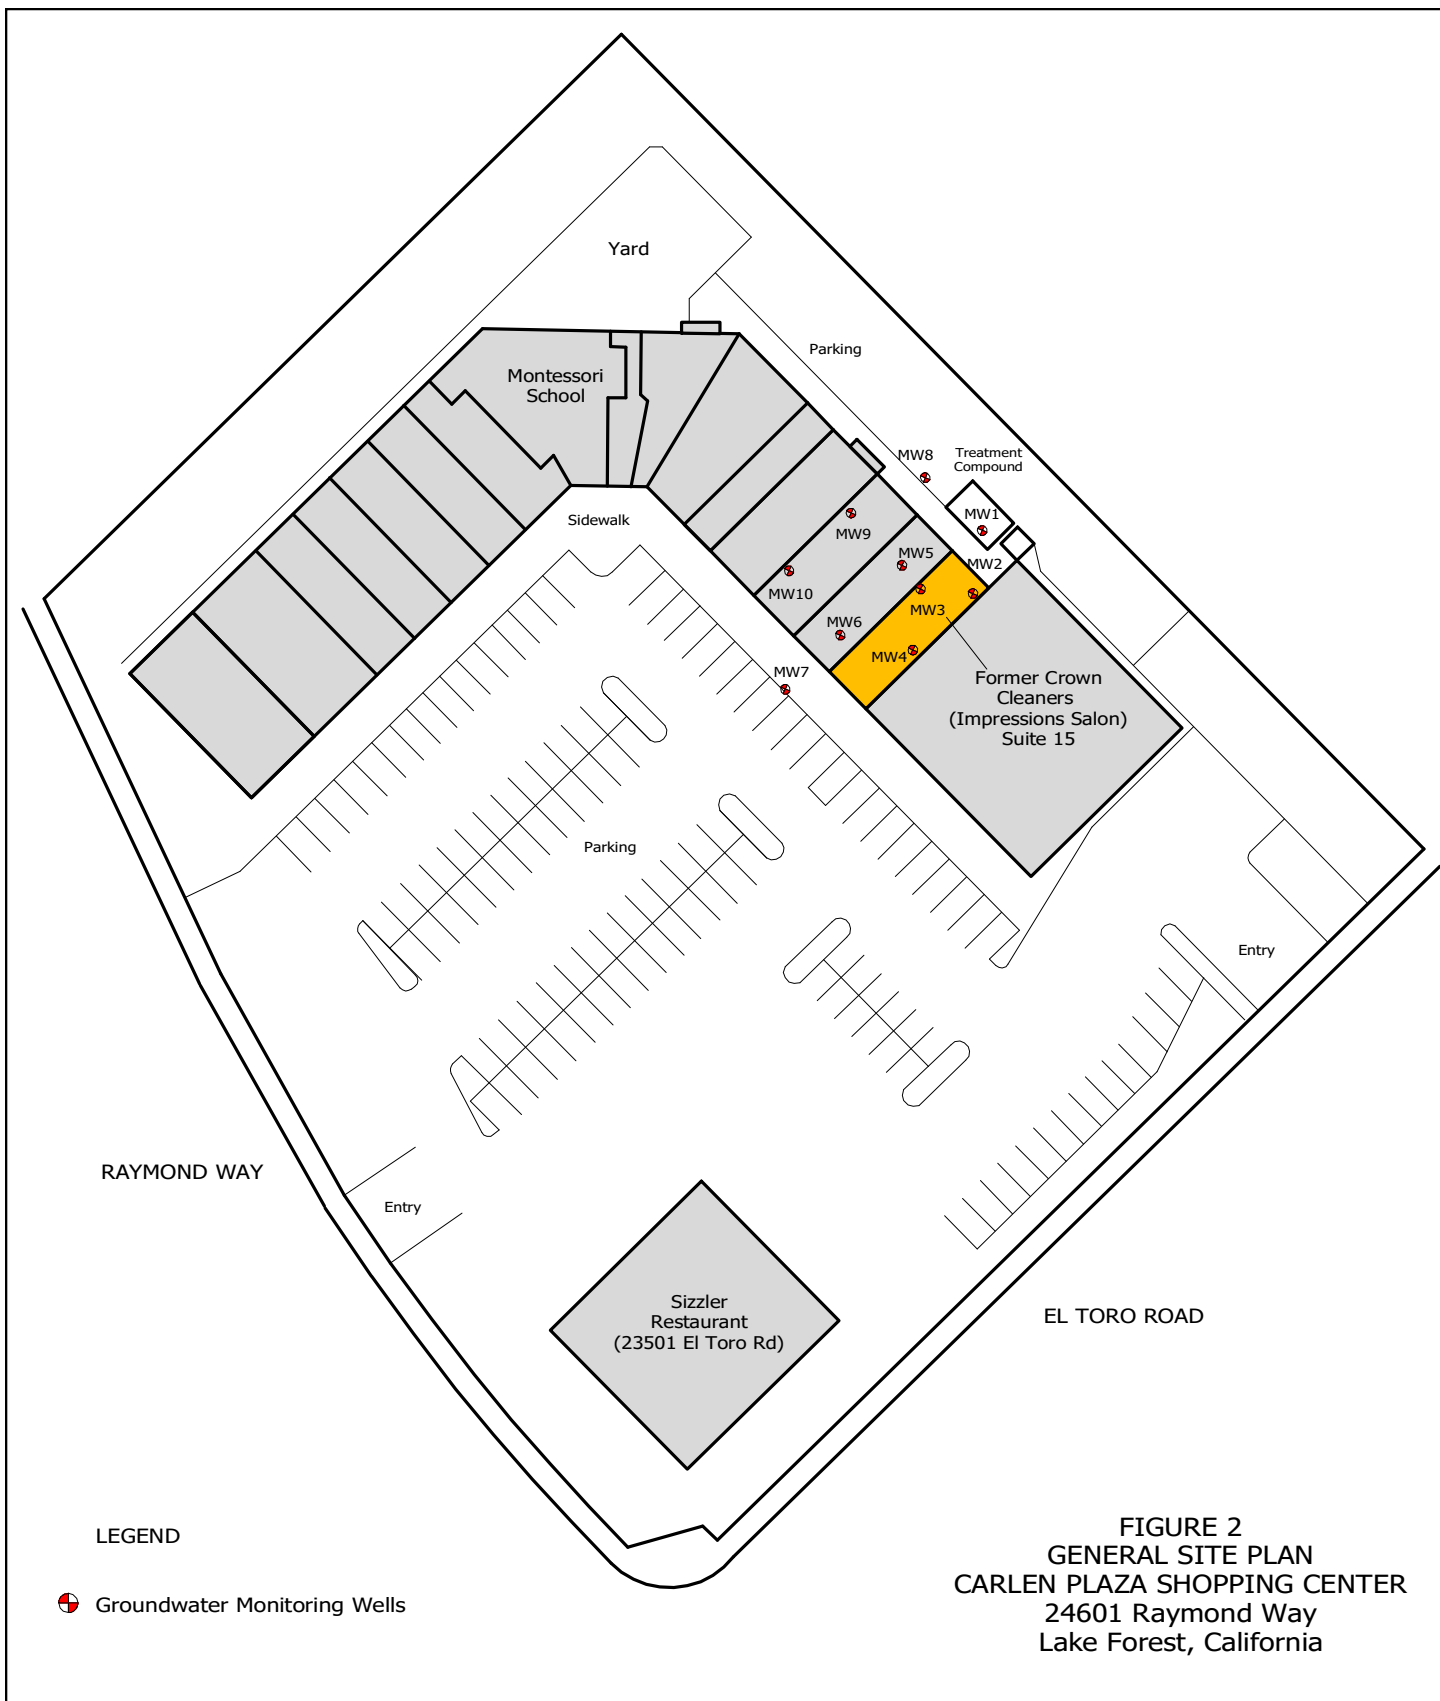 Yard
Parking
Montessori
School
MW8
Treatment
Compound
MW1
Sidewalk
MW9
MW5
MW2
MW10
MW3
MW6
MW4
MW7
Former Crown
Cleaners
(Impressions Salon)
Suite 15
Parking
Entry
RAYMOND WAY
Entry
Sizzler
Restaurant
(23501 El Toro Rd)
EL TORO ROAD
LEGEND
Groundwater Monitoring Wells
FIGURE 2
GENERAL SITE PLAN
CARLEN PLAZA SHOPPING CENTER
24601 Raymond Way
Lake Forest, California